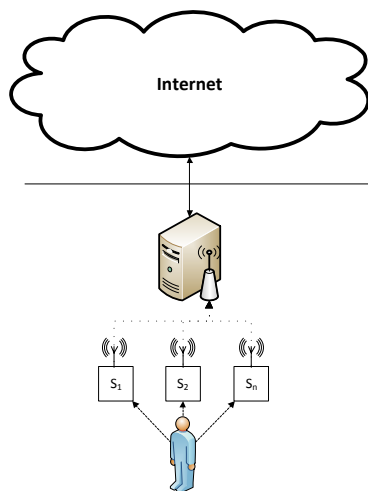 Internet
S₁ S₂ Sₙ